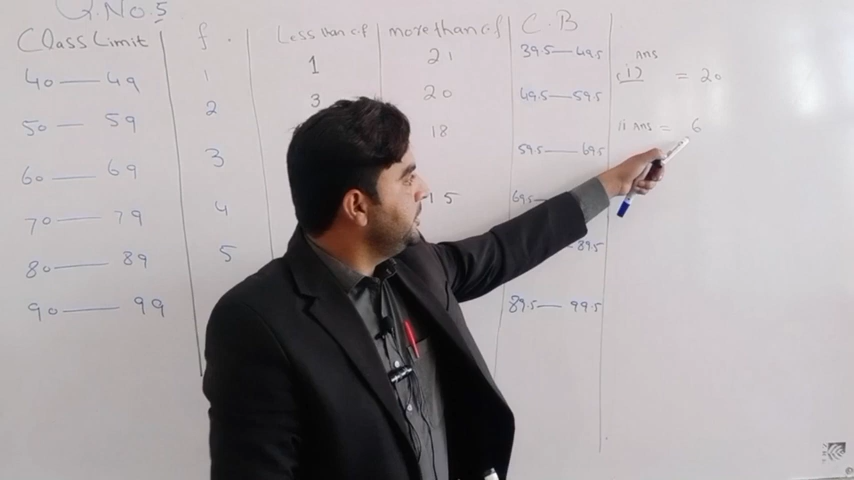 Q.No.5
Class Limit f. Less than c.f more than c.f C.B
40 — 49 1 1 21 39.5 — 49.5
50 — 59 2 3 20 49.5 — 59.5
60 — 69 3 18 59.5 — 69.5
70 — 79 4 15 69.5 —
80 — 89 5 89.5
90 — 99 89.5 — 99.5
ans
(i) = 20
ii Ans = 6